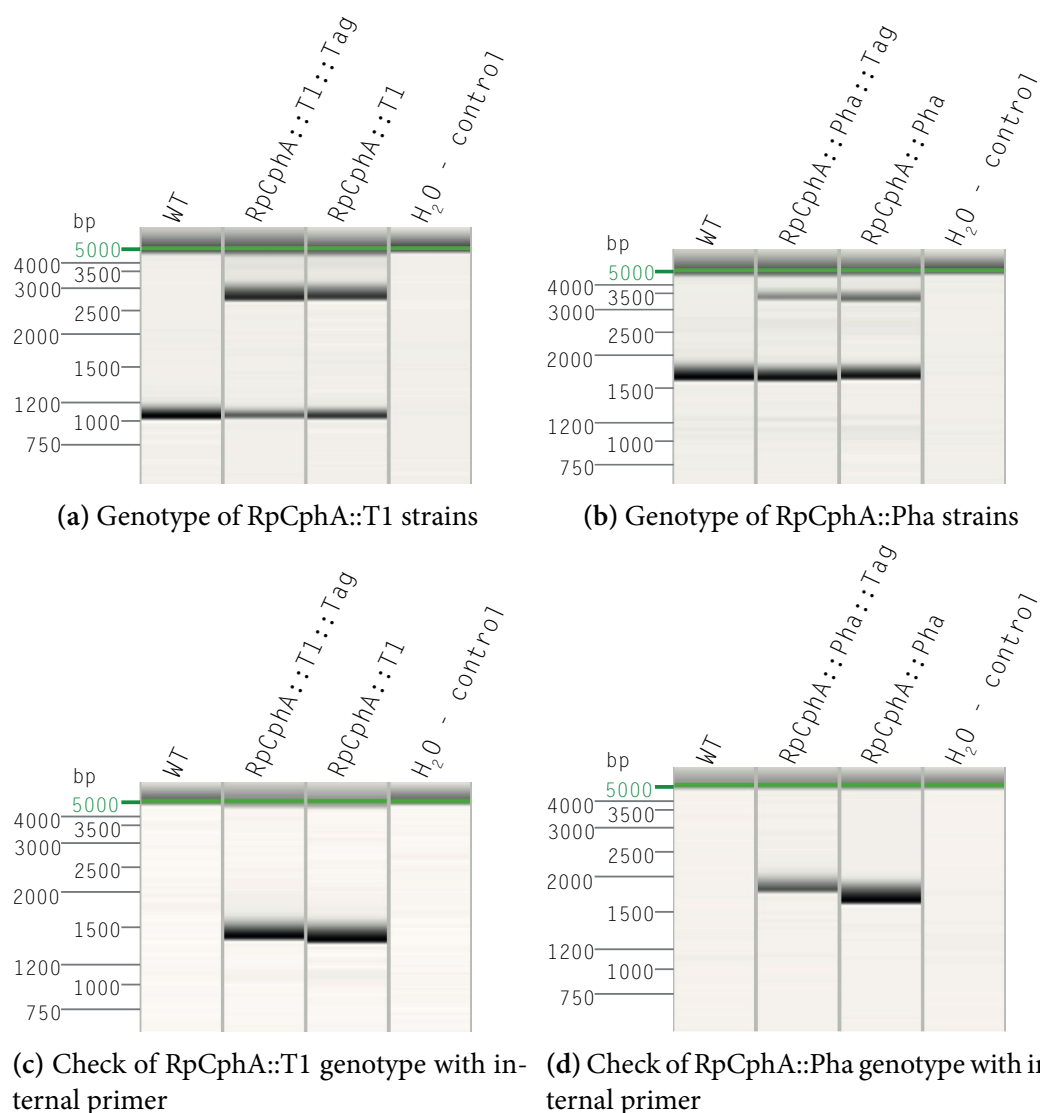 WT
RpCphA::T1::Tag
RpCphA::T1
H₂O - control
bp
5000
4000
3500
3000
2500
2000
1500
1200
1000
750
(a) Genotype of RpCphA::T1 strains
WT
RpCphA::Pha::Tag
RpCphA::Pha
H₂O - control
bp
5000
4000
3500
3000
2500
2000
1500
1200
1000
750
(b) Genotype of RpCphA::Pha strains
WT
RpCphA::T1::Tag
RpCphA::T1
H₂O - control
bp
5000
4000
3500
3000
2500
2000
1500
1200
1000
750
(c) Check of RpCphA::T1 genotype with in-
ternal primer
WT
RpCphA::Pha::Tag
RpCphA::Pha
H₂O - control
bp
5000
4000
3500
3000
2500
2000
1500
1200
1000
750
(d) Check of RpCphA::Pha genotype with in
ternal primer